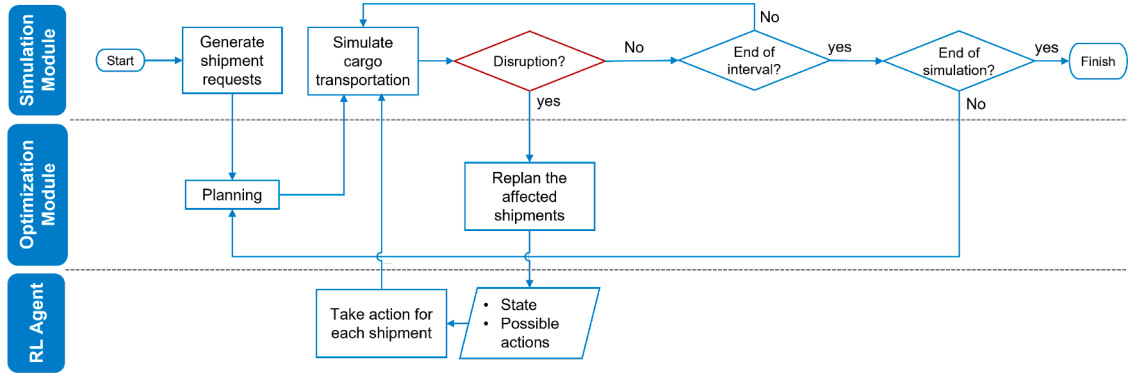 Simulation
Module
Start
Generate
shipment
requests
Simulate
cargo
transportation
Disruption?
No
yes
End of
interval?
No
yes
End of
simulation?
yes
No
Finish
Optimization
Module
Planning
Replan the
affected
shipments
RL Agent
Take action for
each shipment
• State
• Possible
actions